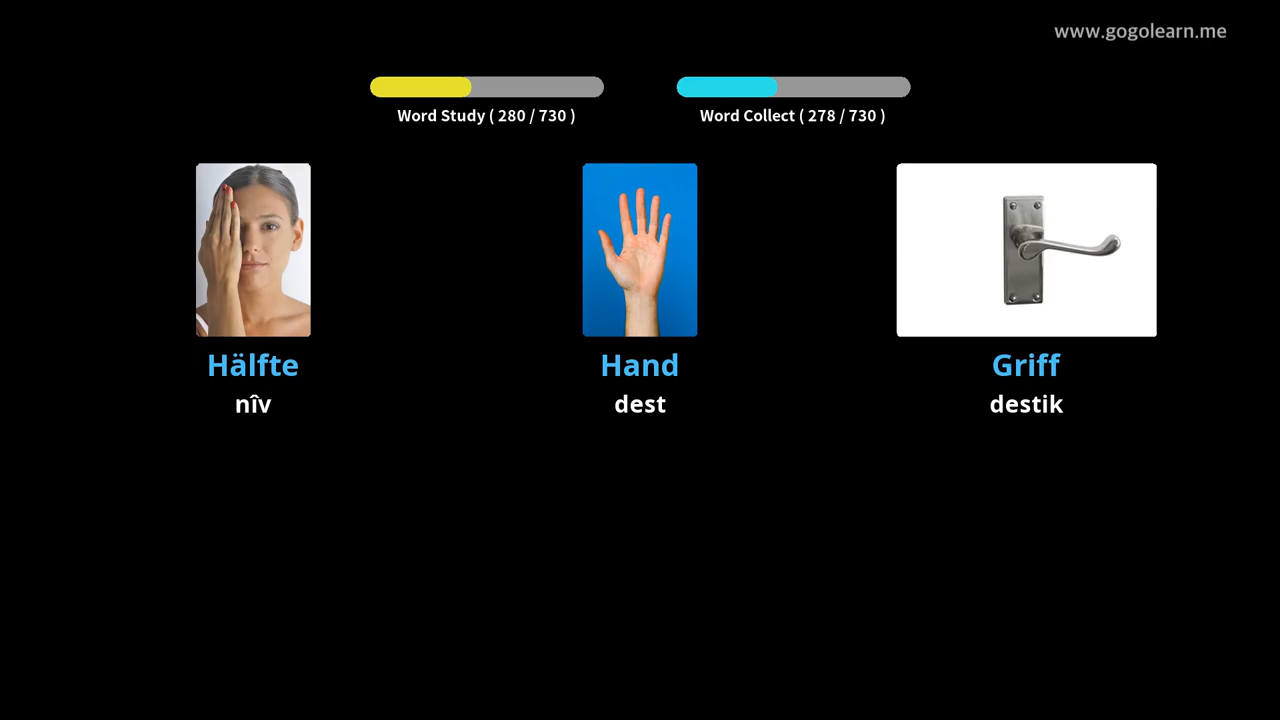 www.gogolearn.me
Word Study ( 280 / 730 )
Word Collect ( 278 / 730 )
Hälfte
Hand
Griff
nîv
dest
destik